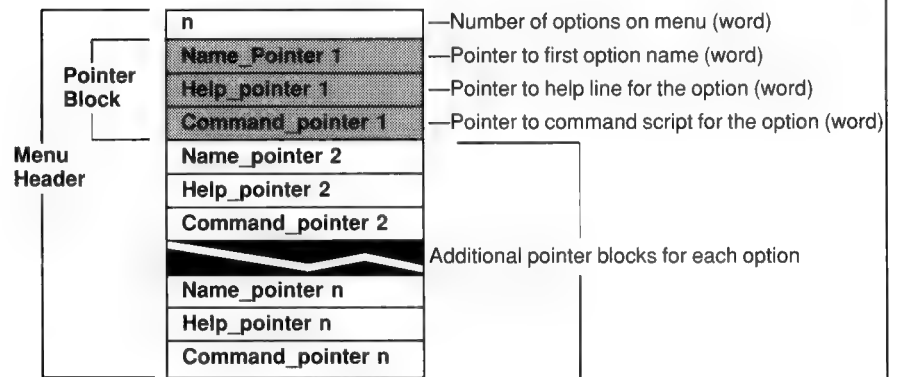 n —Number of options on menu (word)
Name_Pointer 1 —Pointer to first option name (word)
Pointer Block
Help_pointer 1 —Pointer to help line for the option (word)
Command_pointer 1 —Pointer to command script for the option (word)
Menu Header
Name_pointer 2
Help_pointer 2
Command_pointer 2
Additional pointer blocks for each option
Name_pointer n
Help_pointer n
Command_pointer n